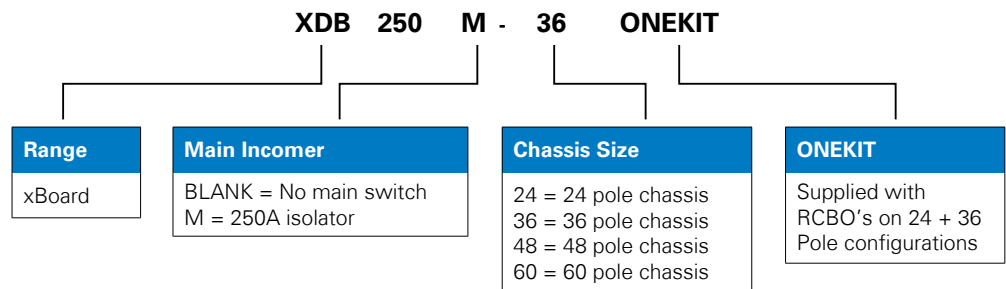 XDB 250 M - 36 ONEKIT
Range
xBoard
Main Incomer
BLANK = No main switch
M = 250A isolator
Chassis Size
24 = 24 pole chassis
36 = 36 pole chassis
48 = 48 pole chassis
60 = 60 pole chassis
ONEKIT
Supplied with
RCBO's on 24 + 36
Pole configurations